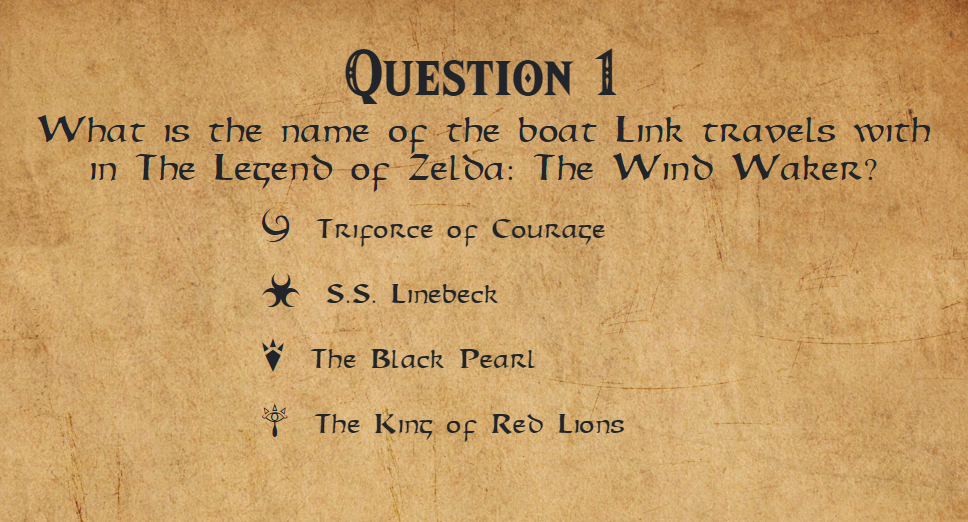 Question 1
What is the name of the boat Link travels with
in The Legend of Zelda: The Wind Waker?
Triforce of Courage
S.S. Linebeck
The Black Pearl
The King of Red Lions